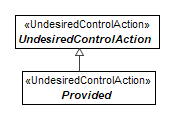 «UndesiredControlAction»
UndesiredControlAction
«UndesiredControlAction»
Provided